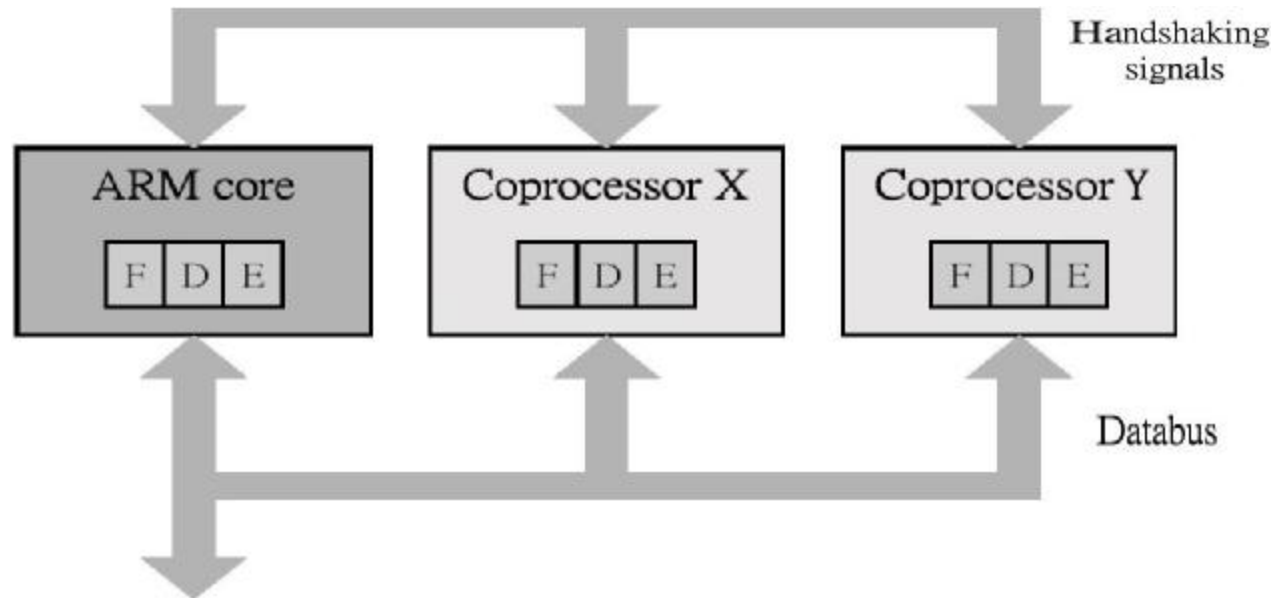 Handshaking
signals
ARM core
F D E
Coprocessor X
F D E
Coprocessor Y
F D E
Databus